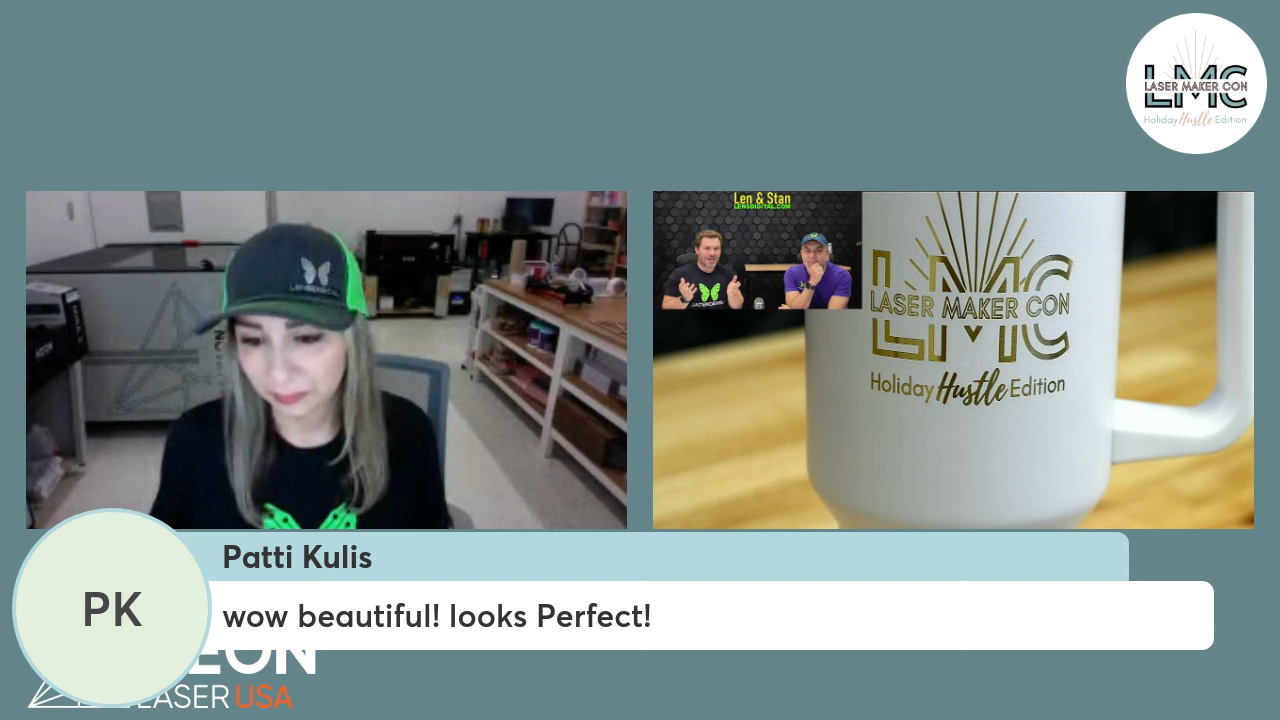 LMC
LASER MAKER CON
Holiday Hustle Edition
Len & Stan
LENSDIGITAL.COM
LMC
LASER MAKER CON
Holiday Hustle Edition
Patti Kulis
PK
wow beautiful! looks Perfect!
EON
LASER USA